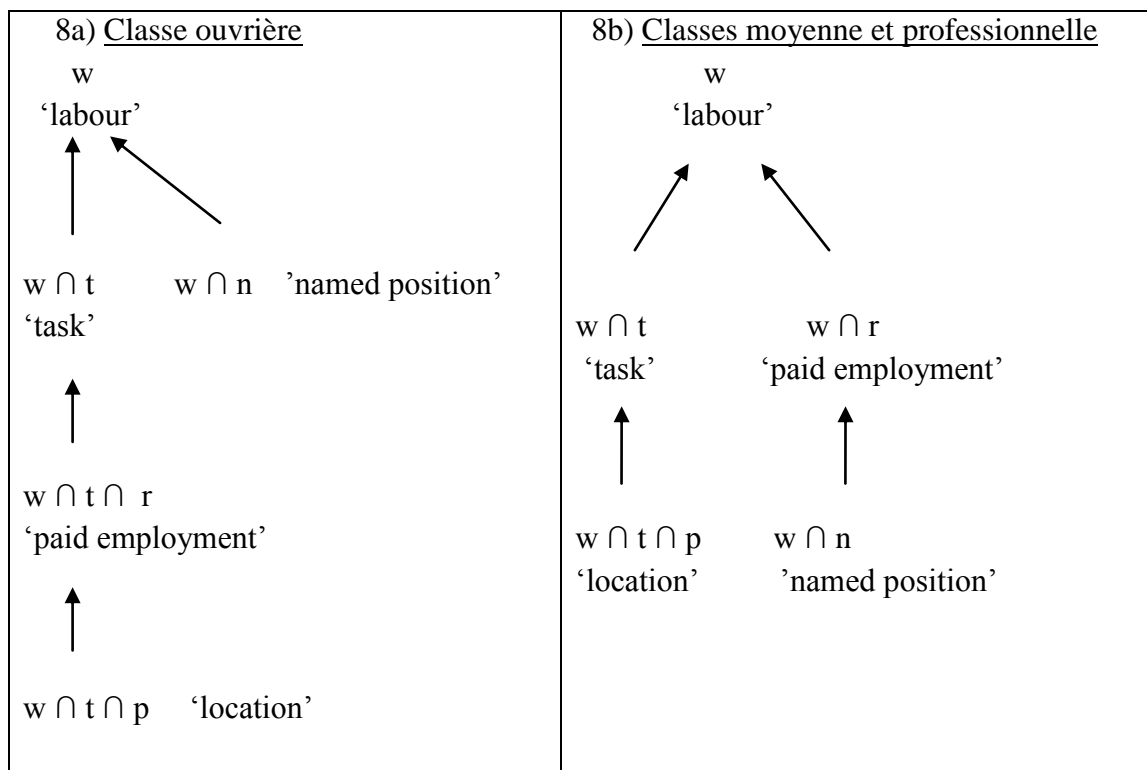 8a) Classe ouvrière
w
‘labour’
w ∩ t w ∩ n ’named position’
‘task’
w ∩ t ∩ r
‘paid employment’
w ∩ t ∩ p ‘location’
8b) Classes moyenne et professionnelle
w
‘labour’
w ∩ t w ∩ r
‘task’ ‘paid employment’
w ∩ t ∩ p w ∩ n
‘location’ ’named position’